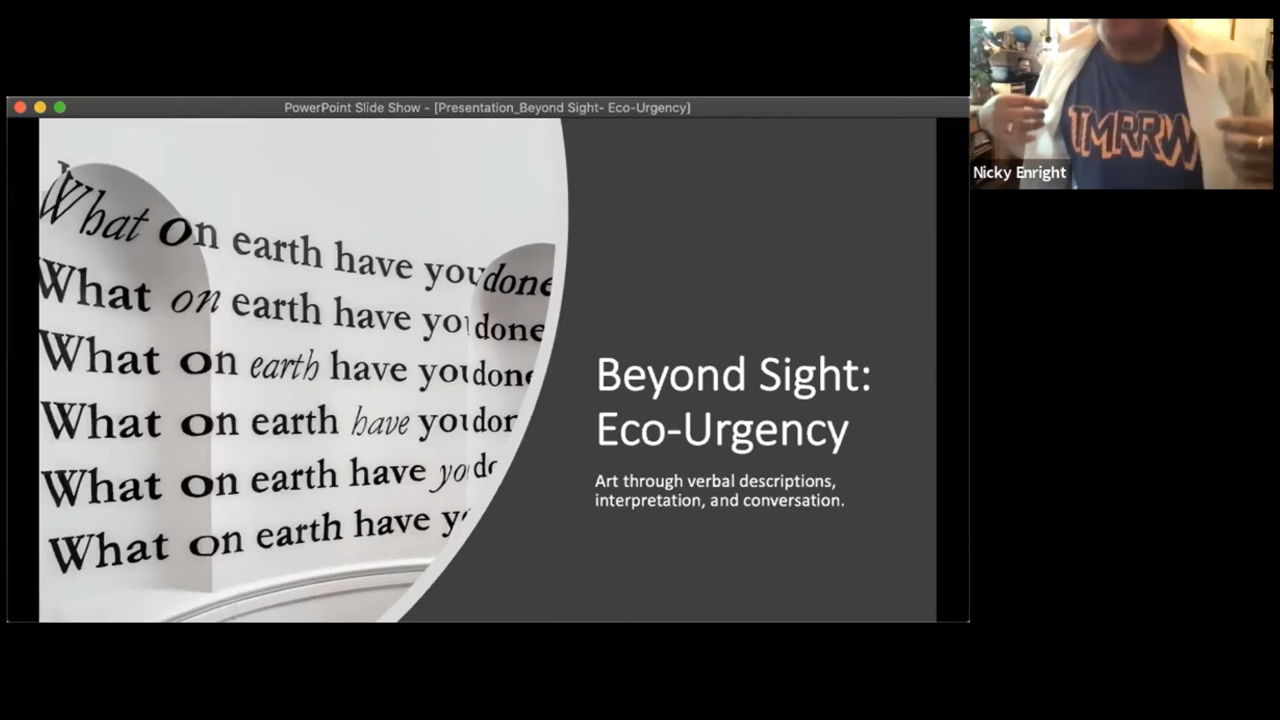 PowerPoint Slide Show - [Presentation_Beyond Sight- Eco-Urgency]
What on earth have you done
What on earth have you done
What on earth have you done
What on earth have you
What on earth have
What on earth have
Beyond Sight:
Eco-Urgency
Art through verbal descriptions,
interpretation, and conversation.
TMRRW
Nicky Enright